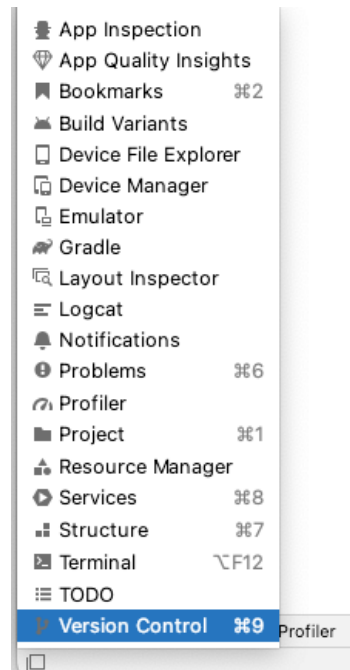 App Inspection
App Quality Insights
Bookmarks ⌘2
Build Variants
Device File Explorer
Device Manager
Emulator
Gradle
Layout Inspector
Logcat
Notifications
Problems ⌘6
Profiler
Project ⌘1
Resource Manager
Services ⌘8
Structure ⌘7
Terminal ⌥F12
TODO
Version Control ⌘9
Profiler